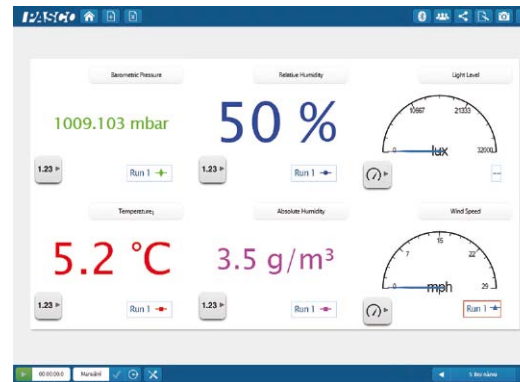 PASCO
Barometric Pressure
Relative Humidity
Light Level
1009.103 mbar
50 %
10667
21333
0
lux
32000
1.23
Run 1
1.23
Run 1
--
Temperature
Absolute Humidity
Wind Speed
5.2 °C
3.5 g/m³
7
15
22
0
mph
29
1.23
Run 1
1.23
Run 1
Run 1
00:00:00.0
Manuální